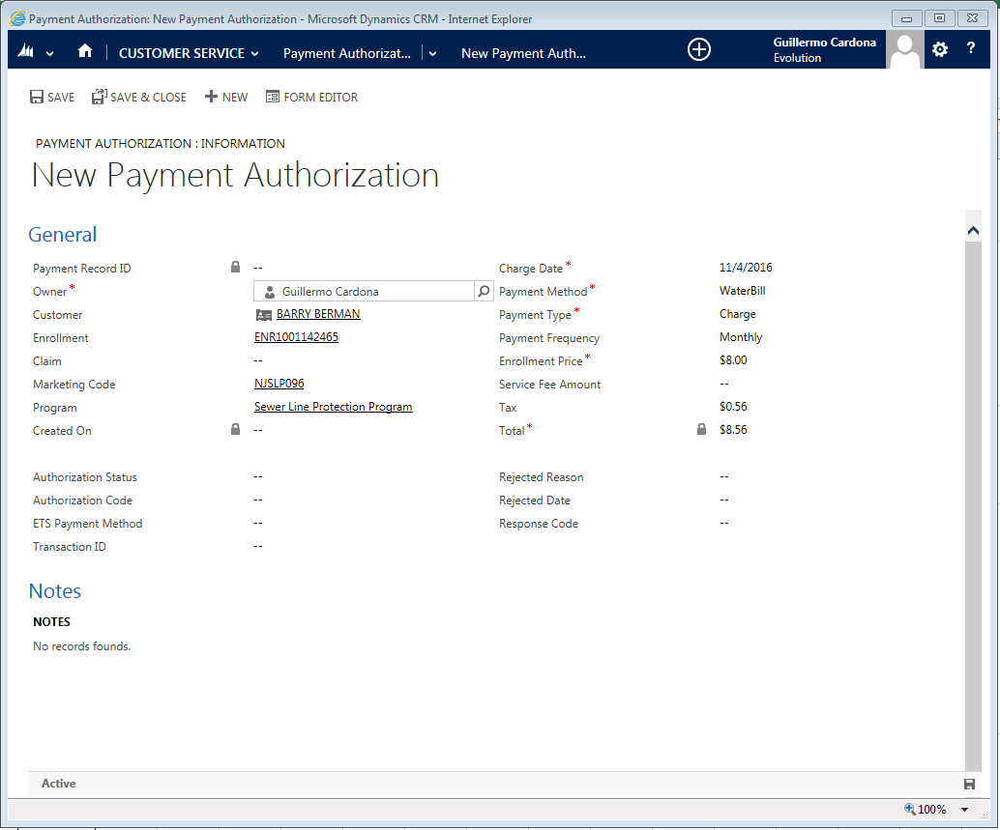 Payment Authorization: New Payment Authorization - Microsoft Dynamics CRM - Internet Explorer
CUSTOMER SERVICE Payment Authorizat... New Payment Auth... Guillermo Cardona
Evolution
?
SAVE SAVE & CLOSE NEW FORM EDITOR
PAYMENT AUTHORIZATION : INFORMATION
New Payment Authorization
General
Payment Record ID -- Charge Date* 11/4/2016
Owner* Guillermo Cardona Payment Method* WaterBill
Customer BARRY BERMAN Payment Type* Charge
Enrollment ENR1001142465 Payment Frequency Monthly
Claim -- Enrollment Price* $8.00
Marketing Code NJSLP096 Service Fee Amount --
Program Sewer Line Protection Program Tax $0.56
Created On -- Total* $8.56
Authorization Status -- Rejected Reason --
Authorization Code -- Rejected Date --
ETS Payment Method -- Response Code --
Transaction ID --
Notes
NOTES
No records founds.
Active
100%